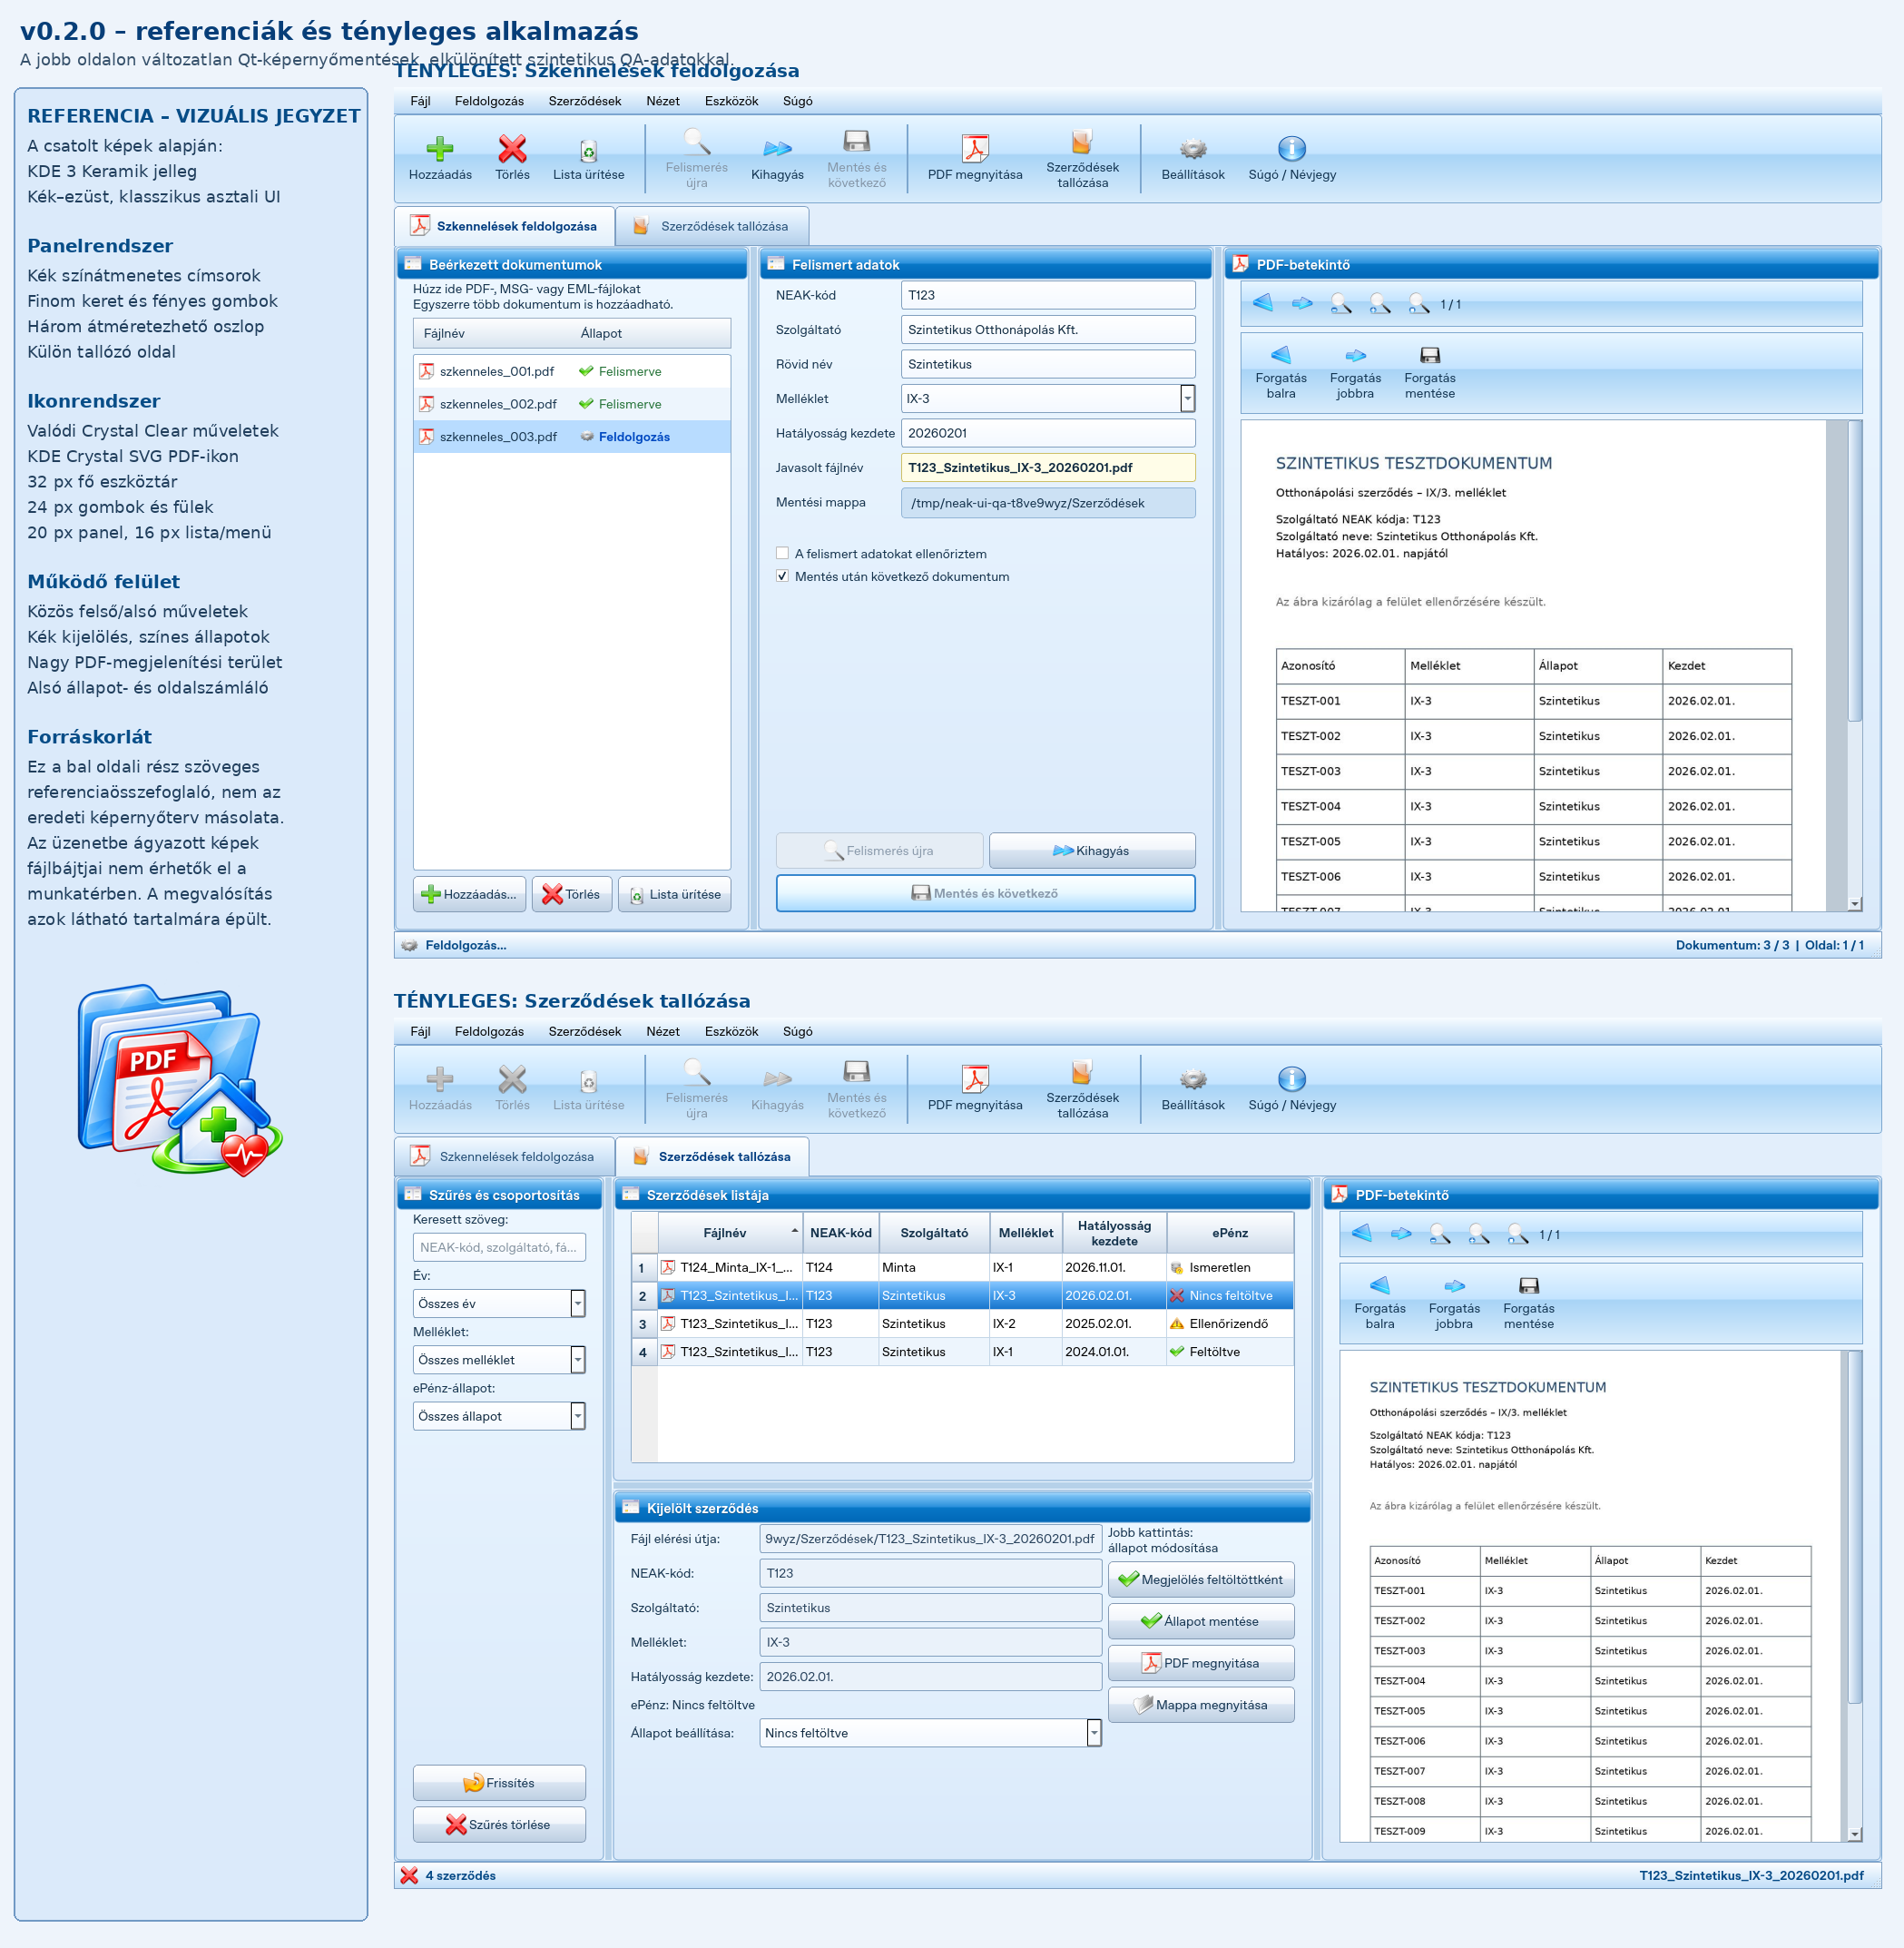 v0.2.0 – referenciák és tényleges alkalmazás
A jobb oldalon változatlan Qt-képernyőmentések, elkülönített szintetikus QA-adatokkal.
REFERENCIA – VIZUÁLIS JEGYZET
A csatolt képek alapján:
KDE 3 Keramik jelleg
Kék–ezüst, klasszikus asztali UI
Panelrendszer
Kék színátmenetes címsorok
Finom keret és fényes gombok
Három átméretezhető oszlop
Külön tallózó oldal
Ikonrendszer
Valódi Crystal Clear műveletek
KDE Crystal SVG PDF-ikon
32 px fő eszköztár
24 px gombok és fülek
20 px panel, 16 px lista/menü
Működő felület
Közös felső/alsó műveletek
Kék kijelölés, színes állapotok
Nagy PDF-megjelenítési terület
Alsó állapot- és oldalszámláló
Forráskorlát
Ez a bal oldali rész szöveges
referenciaösszefoglaló, nem az
eredeti képernyőterv másolata.
Az üzenetbe ágyazott képek
fájlbájtjai nem érhetők el a
munkatérben. A megvalósítás
azok látható tartalmára épült.
PDF
TÉNYLEGES: Szkennelések feldolgozása
Fájl Feldolgozás Szerződések Nézet Eszközök Súgó
Hozzáadás Törlés Lista ürítése Felismerés újra Kihagyás Mentés és következő PDF megnyitása Szerződések tallózása Beállítások Súgó / Névjegy
Szkennelések feldolgozása Szerződések tallózása
Beérkezett dokumentumok
Húzz ide PDF-, MSG- vagy EML-fájlokat
Egyszerre több dokumentum is hozzáadható.
Fájlnév Állapot
szkenneles_001.pdf Felismerve
szkenneles_002.pdf Felismerve
szkenneles_003.pdf Feldolgozás
Hozzáadás... Törlés Lista ürítése
Felismert adatok
NEAK-kód T123
Szolgáltató Szintetikus Otthonápolás Kft.
Rövid név Szintetikus
Melléklet IX-3
Hatályosság kezdete 20260201
Javasolt fájlnév T123_Szintetikus_IX-3_20260201.pdf
Mentési mappa /tmp/neak-ui-qa-t8ve9wyz/Szerződések
A felismert adatokat ellenőriztem
Mentés után következő dokumentum
Felismerés újra Kihagyás
Mentés és következő
PDF-betekintő
1 / 1
Forgatás balra Forgatás jobbra Forgatás mentése
SZINTETIKUS TESZTDOKUMENTUM
Otthonápolási szerződés – IX/3. melléklet
Szolgáltató NEAK kódja: T123
Szolgáltató neve: Szintetikus Otthonápolás Kft.
Hatályos: 2026.02.01. napjától
Az ábra kizárólag a felület ellenőrzésére készült.
Azonosító Melléklet Állapot Kezdet
TESZT-001 IX-3 Szintetikus 2026.02.01.
TESZT-002 IX-3 Szintetikus 2026.02.01.
TESZT-003 IX-3 Szintetikus 2026.02.01.
TESZT-004 IX-3 Szintetikus 2026.02.01.
TESZT-005 IX-3 Szintetikus 2026.02.01.
TESZT-006 IX-3 Szintetikus 2026.02.01.
TESZT-007 IX-3 Szintetikus 2026.02.01.
Feldolgozás... Dokumentum: 3 / 3 | Oldal: 1 / 1
TÉNYLEGES: Szerződések tallózása
Fájl Feldolgozás Szerződések Nézet Eszközök Súgó
Hozzáadás Törlés Lista ürítése Felismerés újra Kihagyás Mentés és következő PDF megnyitása Szerződések tallózása Beállítások Súgó / Névjegy
Szkennelések feldolgozása Szerződések tallózása
Szűrés és csoportosítás
Keresett szöveg:
NEAK-kód, szolgáltató, fá...
Év:
Összes év
Melléklet:
Összes melléklet
ePénz-állapot:
Összes állapot
Frissítés
Szűrés törlése
Szerződések listája
Fájlnév NEAK-kód Szolgáltató Melléklet Hatályosság kezdete ePénz
1 T124_Minta_IX-1_... T124 Minta IX-1 2026.11.01. Ismeretlen
2 T123_Szintetikus_I... T123 Szintetikus IX-3 2026.02.01. Nincs feltöltve
3 T123_Szintetikus_I... T123 Szintetikus IX-2 2025.02.01. Ellenőrizendő
4 T123_Szintetikus_I... T123 Szintetikus IX-1 2024.01.01. Feltöltve
Kijelölt szerződés
Fájl elérési útja: 9wyz/Szerződések/T123_Szintetikus_IX-3_20260201.pdf
NEAK-kód: T123
Szolgáltató: Szintetikus
Melléklet: IX-3
Hatályosság kezdete: 2026.02.01.
ePénz: Nincs feltöltve
Állapot beállítása: Nincs feltöltve
Jobb kattintás:
állapot módosítása
Megjelölés feltöltöttként
Állapot mentése
PDF megnyitása
Mappa megnyitása
PDF-betekintő
1 / 1
Forgatás balra Forgatás jobbra Forgatás mentése
SZINTETIKUS TESZTDOKUMENTUM
Otthonápolási szerződés – IX/3. melléklet
Szolgáltató NEAK kódja: T123
Szolgáltató neve: Szintetikus Otthonápolás Kft.
Hatályos: 2026.02.01. napjától
Az ábra kizárólag a felület ellenőrzésére készült.
Azonosító Melléklet Állapot Kezdet
TESZT-001 IX-3 Szintetikus 2026.02.01.
TESZT-002 IX-3 Szintetikus 2026.02.01.
TESZT-003 IX-3 Szintetikus 2026.02.01.
TESZT-004 IX-3 Szintetikus 2026.02.01.
TESZT-005 IX-3 Szintetikus 2026.02.01.
TESZT-006 IX-3 Szintetikus 2026.02.01.
TESZT-007 IX-3 Szintetikus 2026.02.01.
TESZT-008 IX-3 Szintetikus 2026.02.01.
TESZT-009 IX-3 Szintetikus 2026.02.01.
4 szerződés T123_Szintetikus_IX-3_20260201.pdf